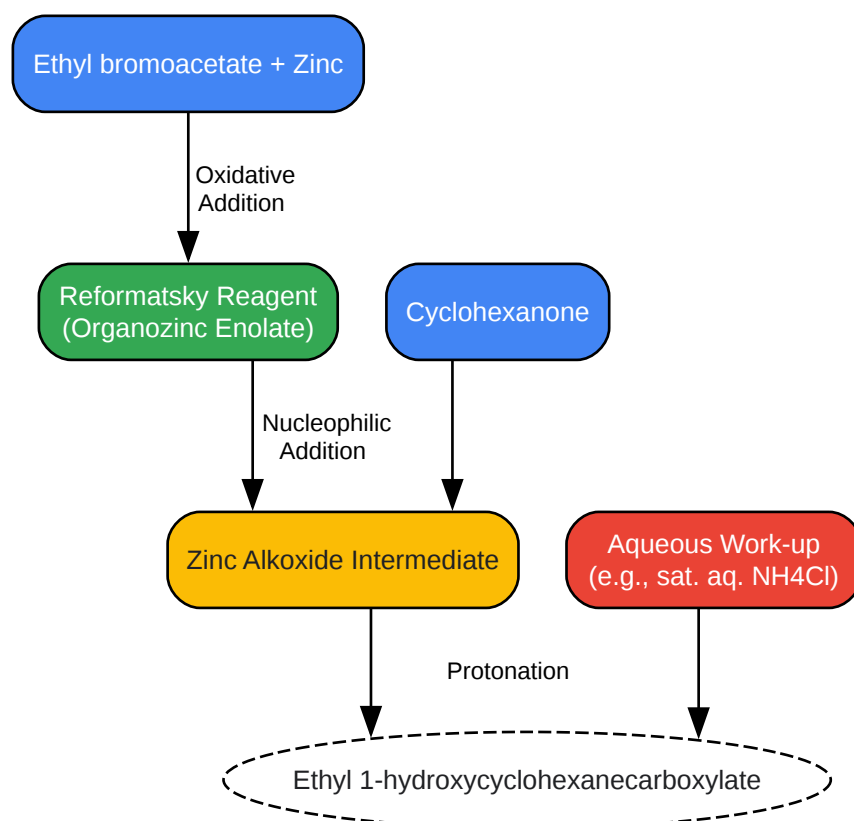 Ethyl bromoacetate + Zinc
Oxidative
Addition
Reformatsky Reagent
(Organozinc Enolate)
Cyclohexanone
Nucleophilic
Addition
Zinc Alkoxide Intermediate
Aqueous Work-up
(e.g., sat. aq. NH4Cl)
Protonation
Ethyl 1-hydroxycyclohexanecarboxylate